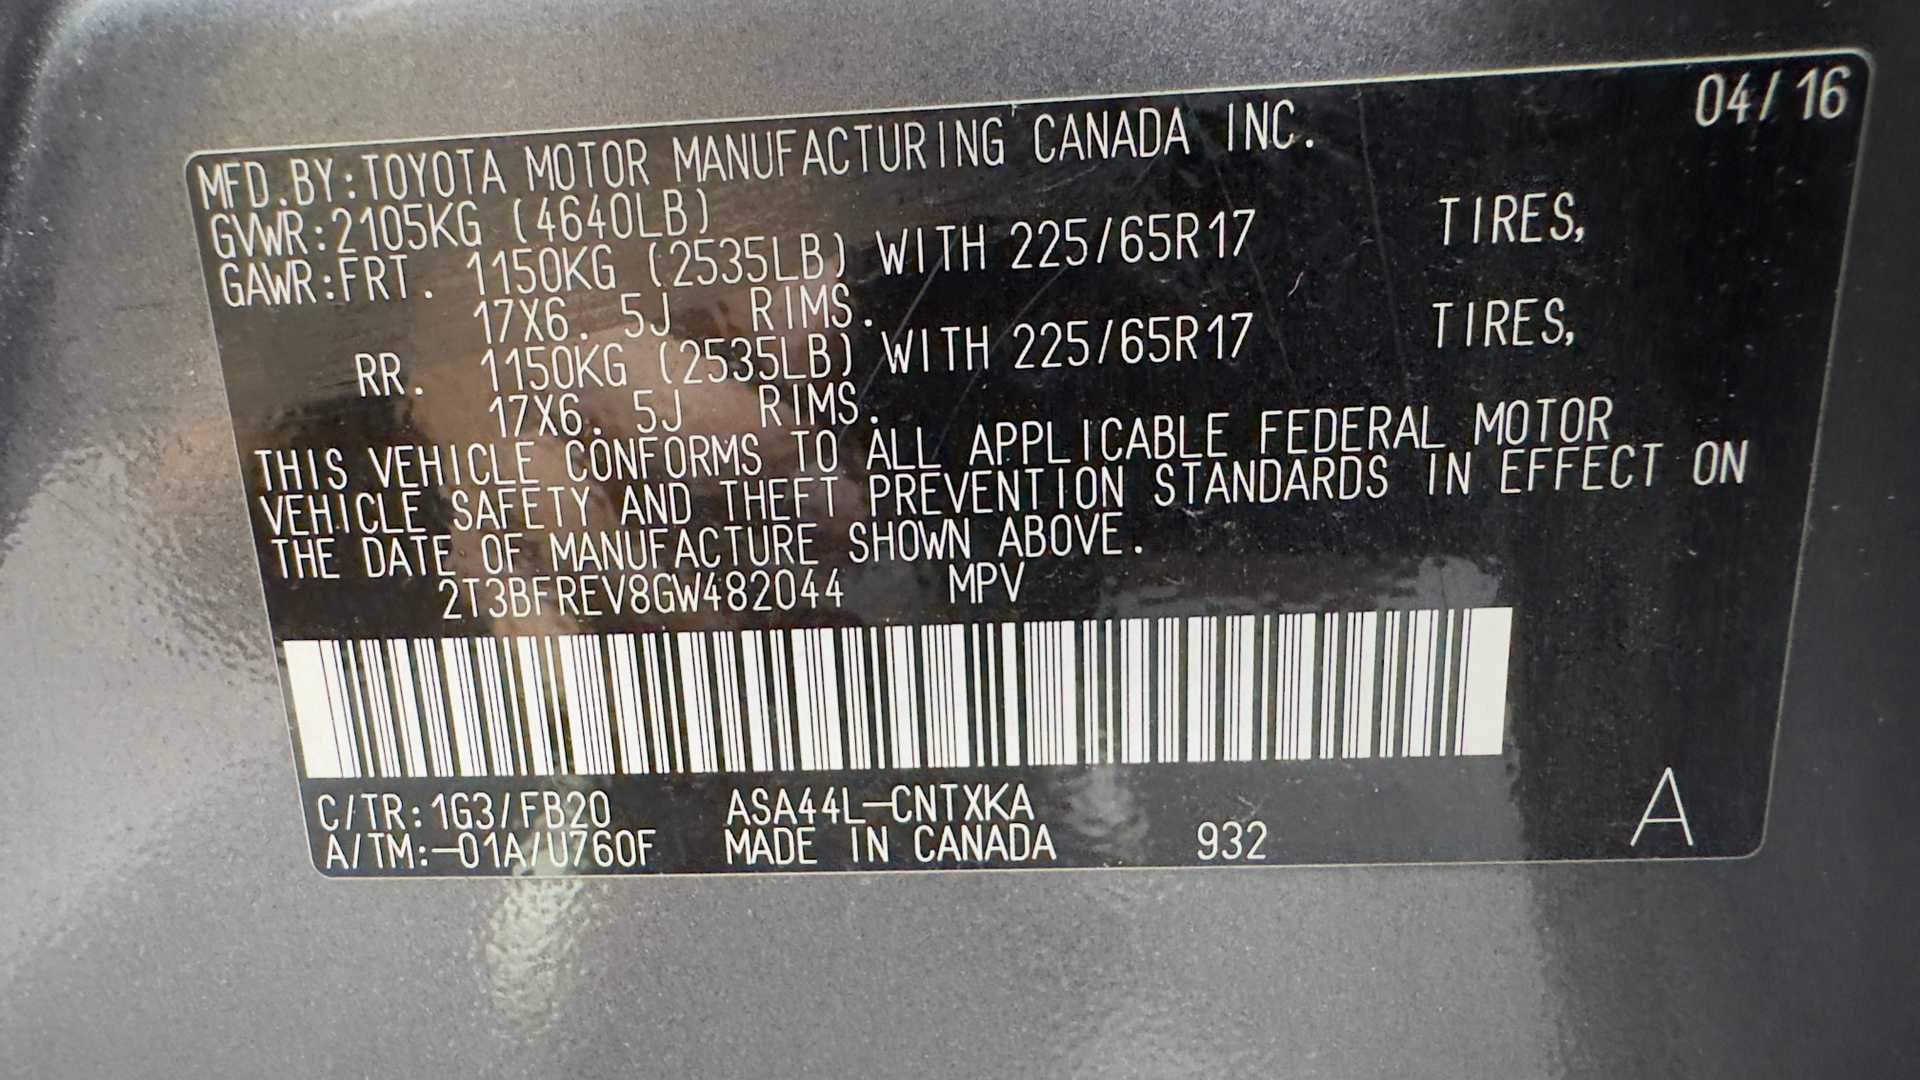 04/16
MFD.BY:TOYOTA MOTOR MANUFACTURING CANADA INC.
GVWR:2105KG (4640LB)
GAWR:FRT. 1150KG (2535LB) WITH 225/65R17 TIRES,
17X6. 5J RIMS.
RR. 1150KG (2535LB) WITH 225/65R17 TIRES,
17X6. 5J RIMS.
THIS VEHICLE CONFORMS TO ALL APPLICABLE FEDERAL MOTOR
VEHICLE SAFETY AND THEFT PREVENTION STANDARDS IN EFFECT ON
THE DATE OF MANUFACTURE SHOWN ABOVE.
2T3BFREV8GW482044 MPV
C/TR:1G3/FB20 ASA44L-CNTXKA
A/TM:-01A/U760F MADE IN CANADA 932 A